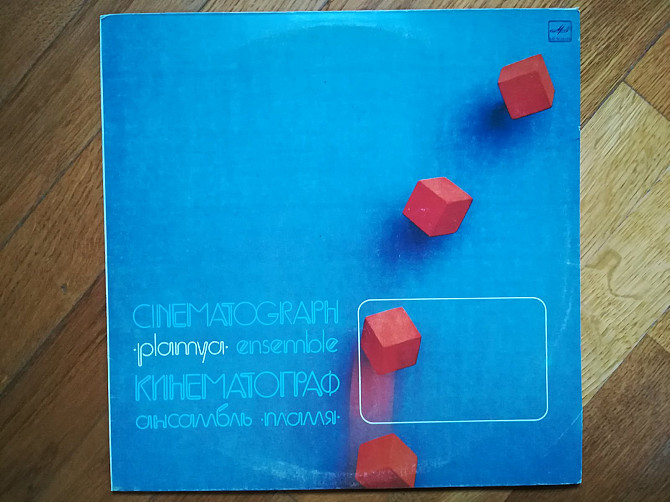 CINEMATOGRAPH
·plamya· ensemble
КИНЕМАТОГРАФ
ансамбль ·пламя·